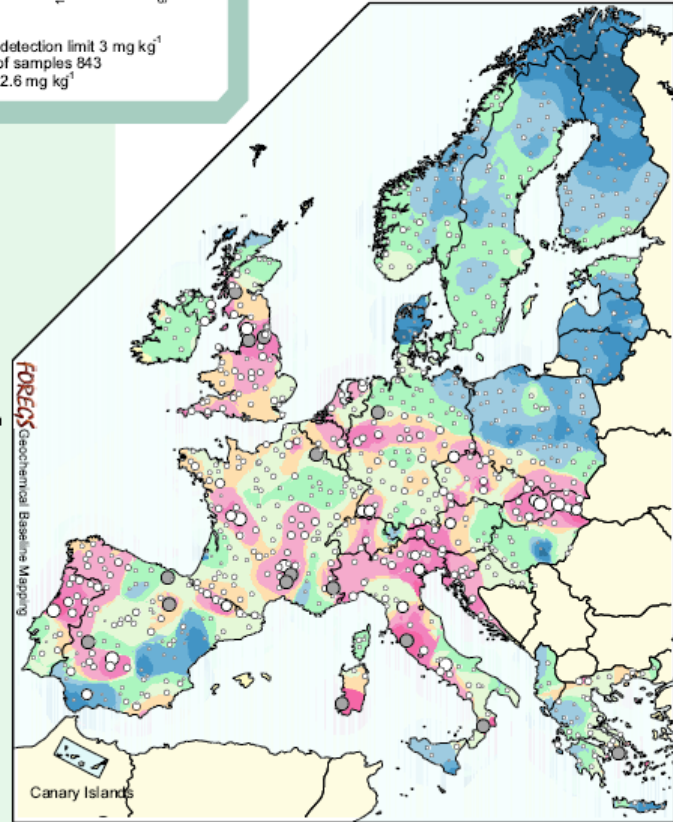 detection limit 3 mg kg⁻¹
of samples 843
2.6 mg kg⁻¹
FOREGS Geochemical Baseline Mapping
Canary Islands